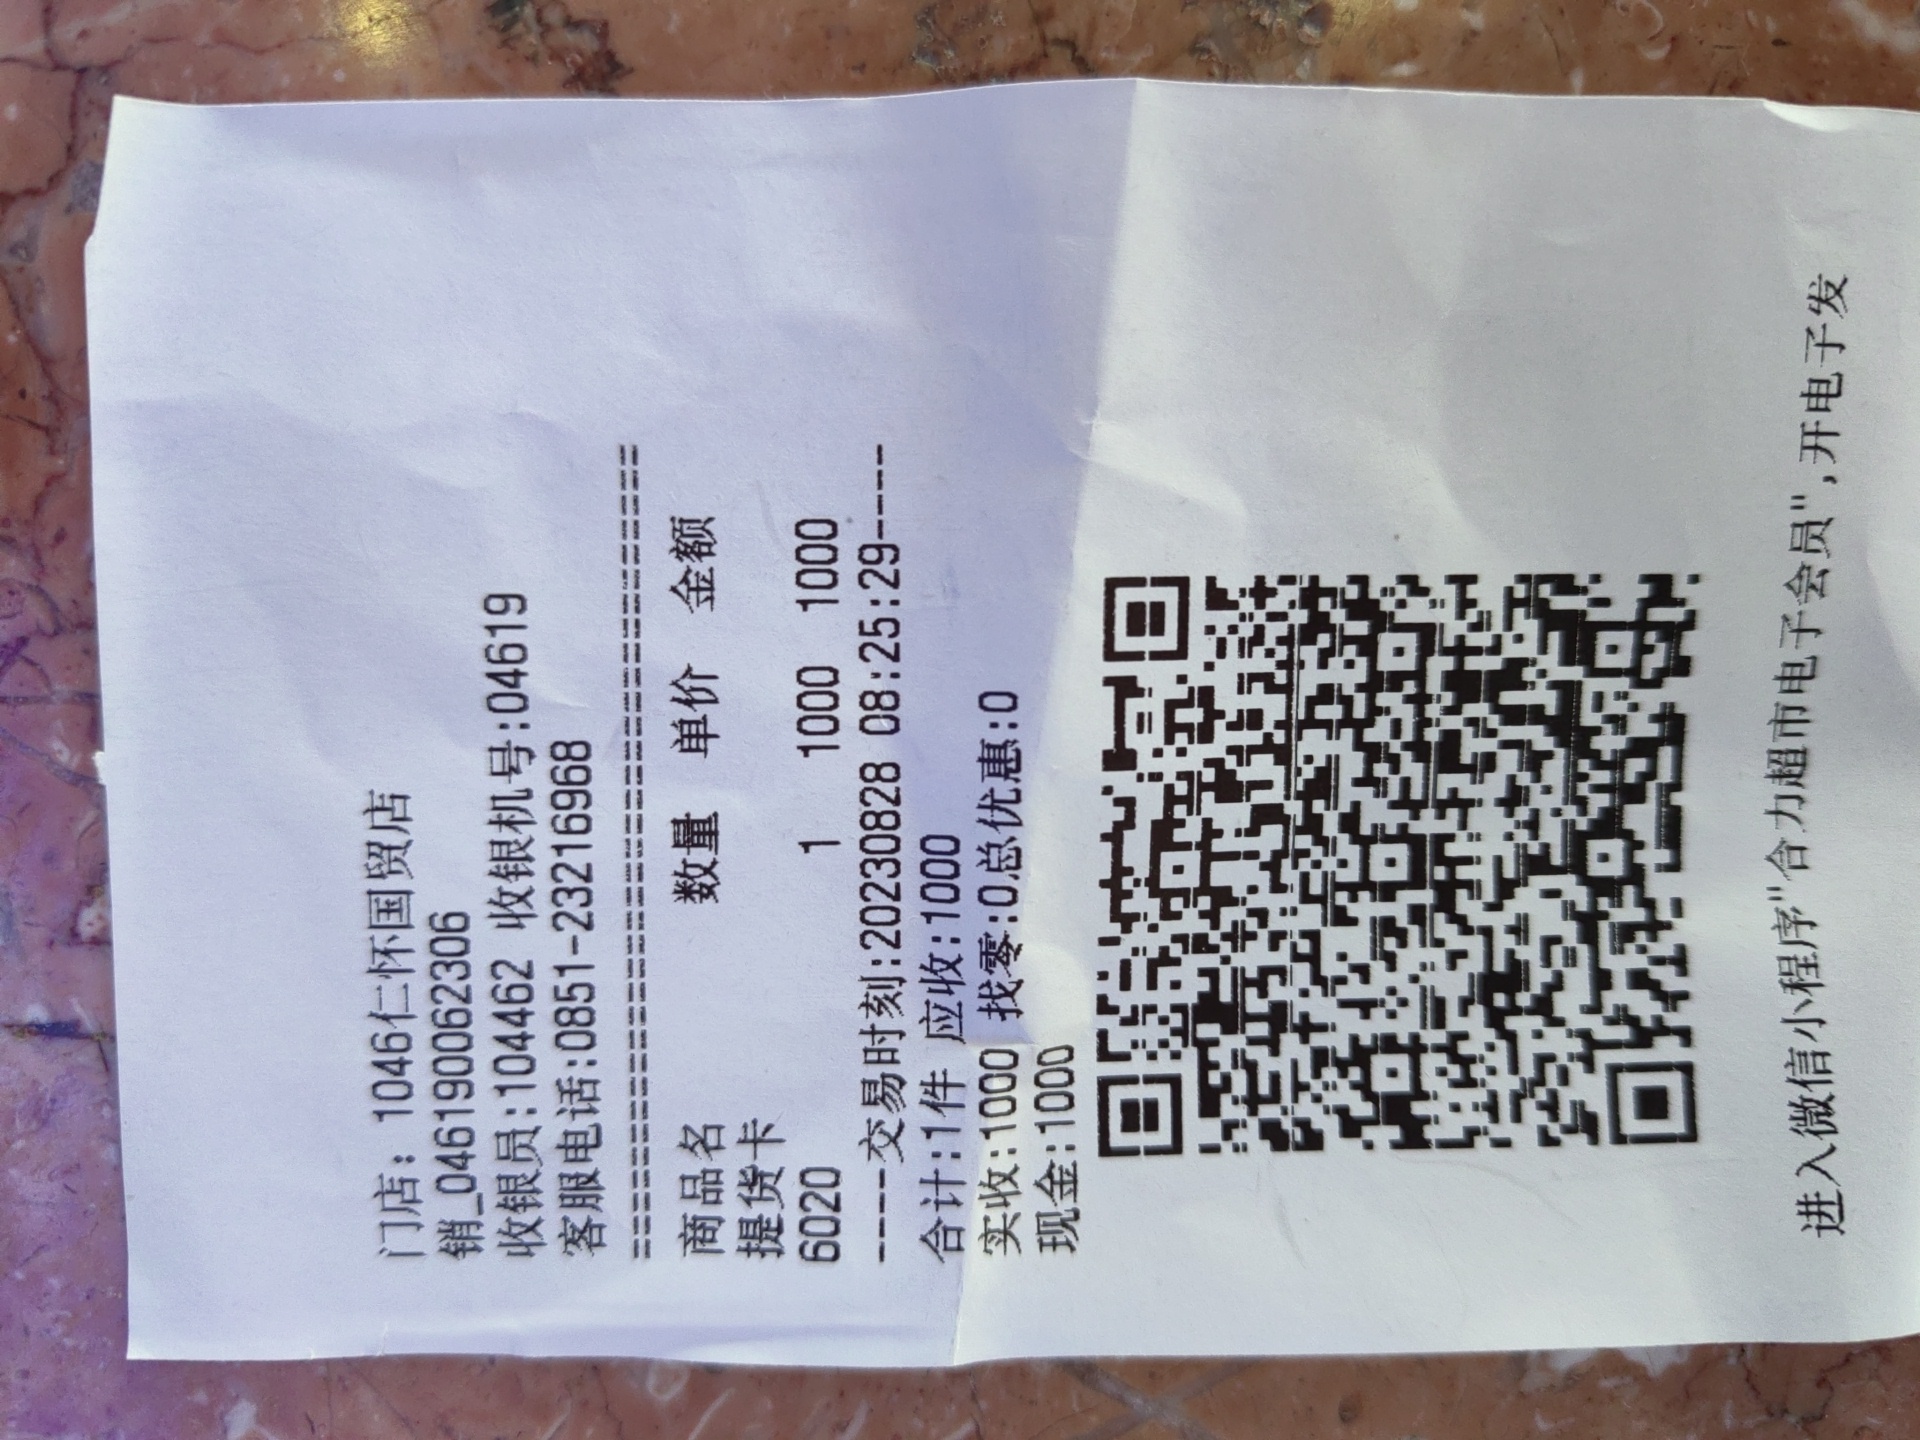 门店: 1046仁怀国贸店
销_046190062306
收银员:104462 收银机号:04619
客服电话:0851-23216968
========================================
商品名 数量 单价 金额
提货卡
6020 1 1000 1000
----交易时刻:20230828 08:25:29----
合计:1件 应收:1000
实收:1000 找零:0总优惠:0
现金:1000
进入微信小程序"合力超市电子会员",开电子发